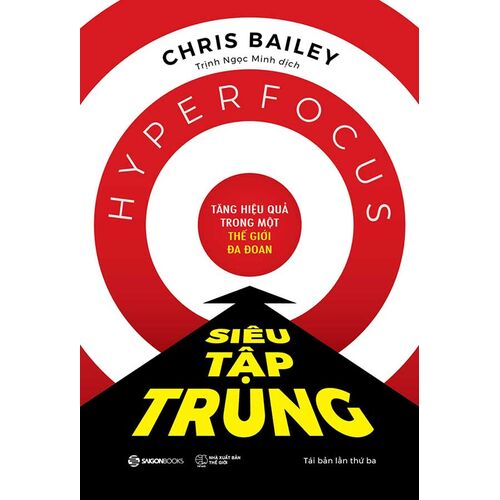 CHRIS BAILEY
Trịnh Ngọc Minh dịch
HYPERFOCUS
TĂNG HIỆU QUẢ
TRONG MỘT
THẾ GIỚI
ĐA ĐOAN
SIÊU
TẬP
TRUNG
SAIGONBOOKS
NHÀ XUẤT BẢN
THẾ GIỚI
Tái bản lần thứ ba